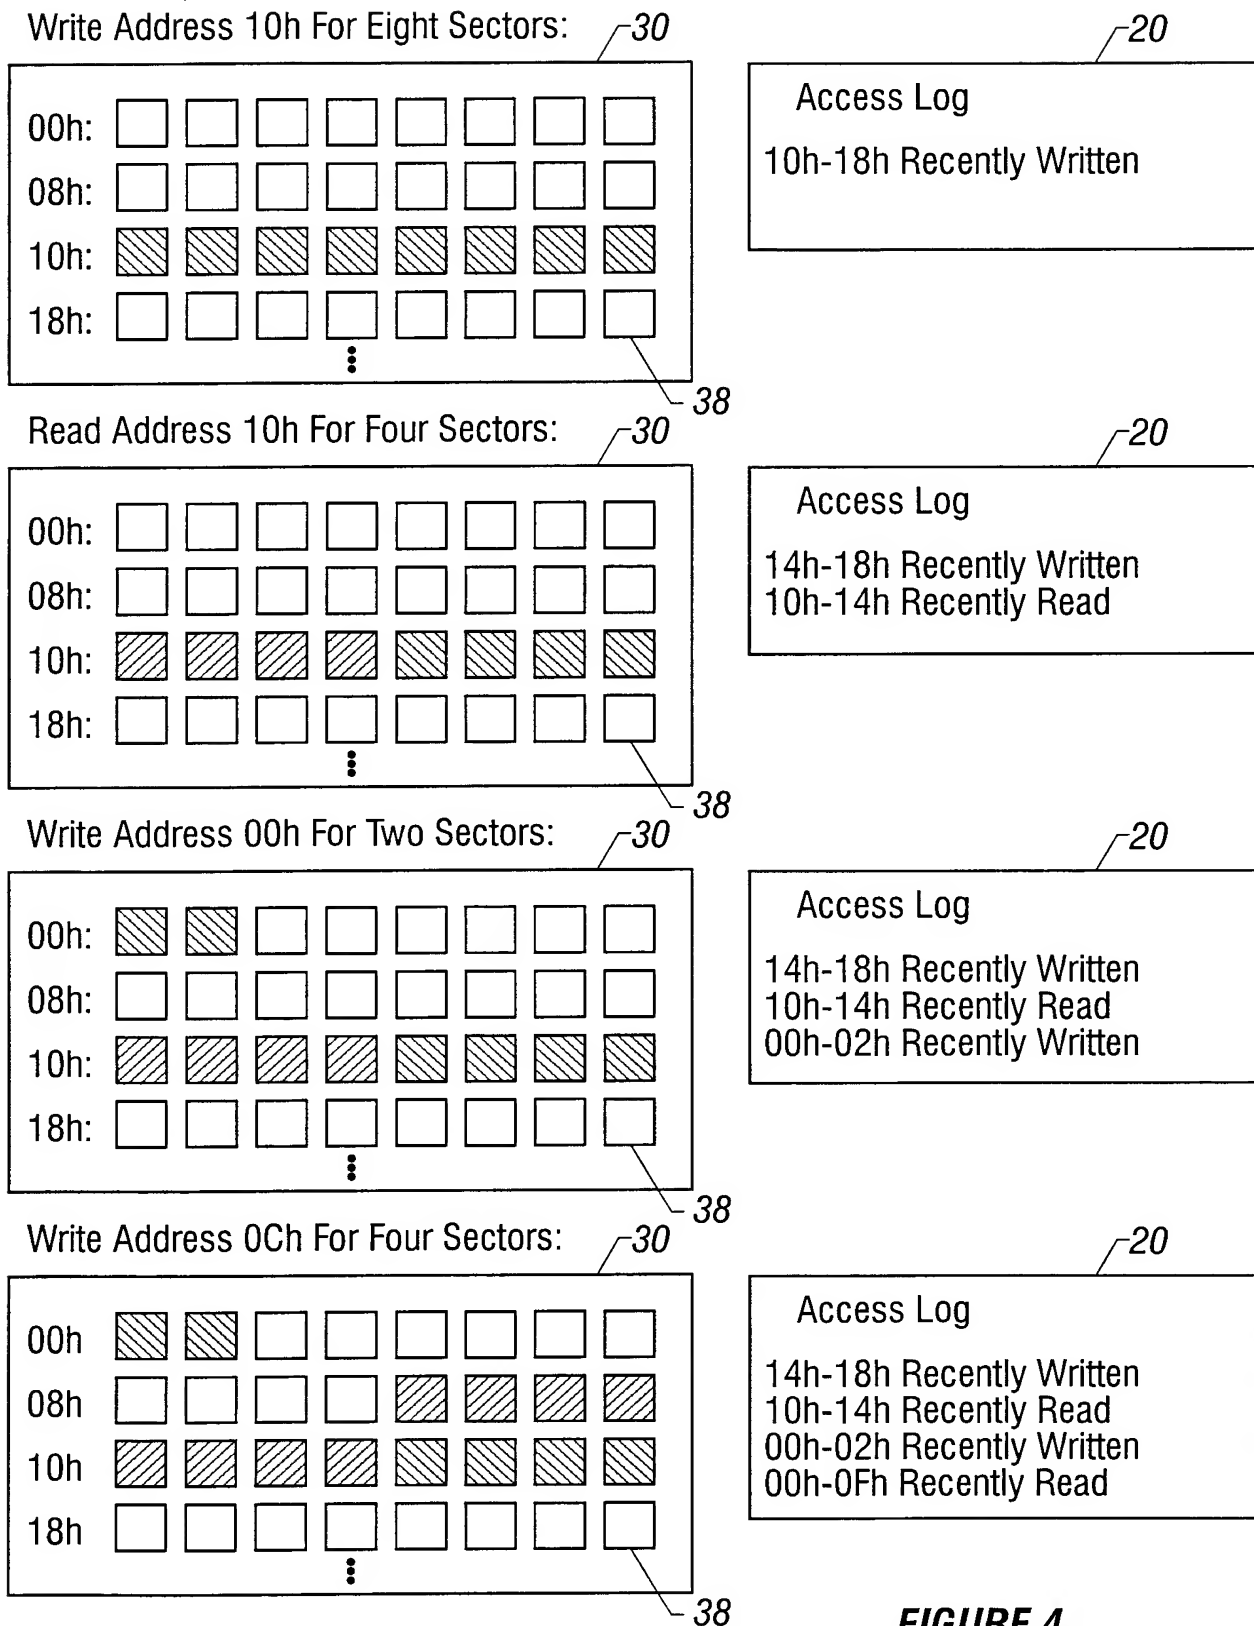 Write Address 10h For Eight Sectors:
30
20
00h:
08h:
10h:
18h:
38
Access Log
10h-18h Recently Written
Read Address 10h For Four Sectors:
30
20
00h:
08h:
10h:
18h:
38
Access Log
14h-18h Recently Written
10h-14h Recently Read
Write Address 00h For Two Sectors:
30
20
00h:
08h:
10h:
18h:
38
Access Log
14h-18h Recently Written
10h-14h Recently Read
00h-02h Recently Written
Write Address 0Ch For Four Sectors:
30
20
00h
08h
10h
18h
38
Access Log
14h-18h Recently Written
10h-14h Recently Read
00h-02h Recently Written
00h-0Fh Recently Read
FIGURE 4